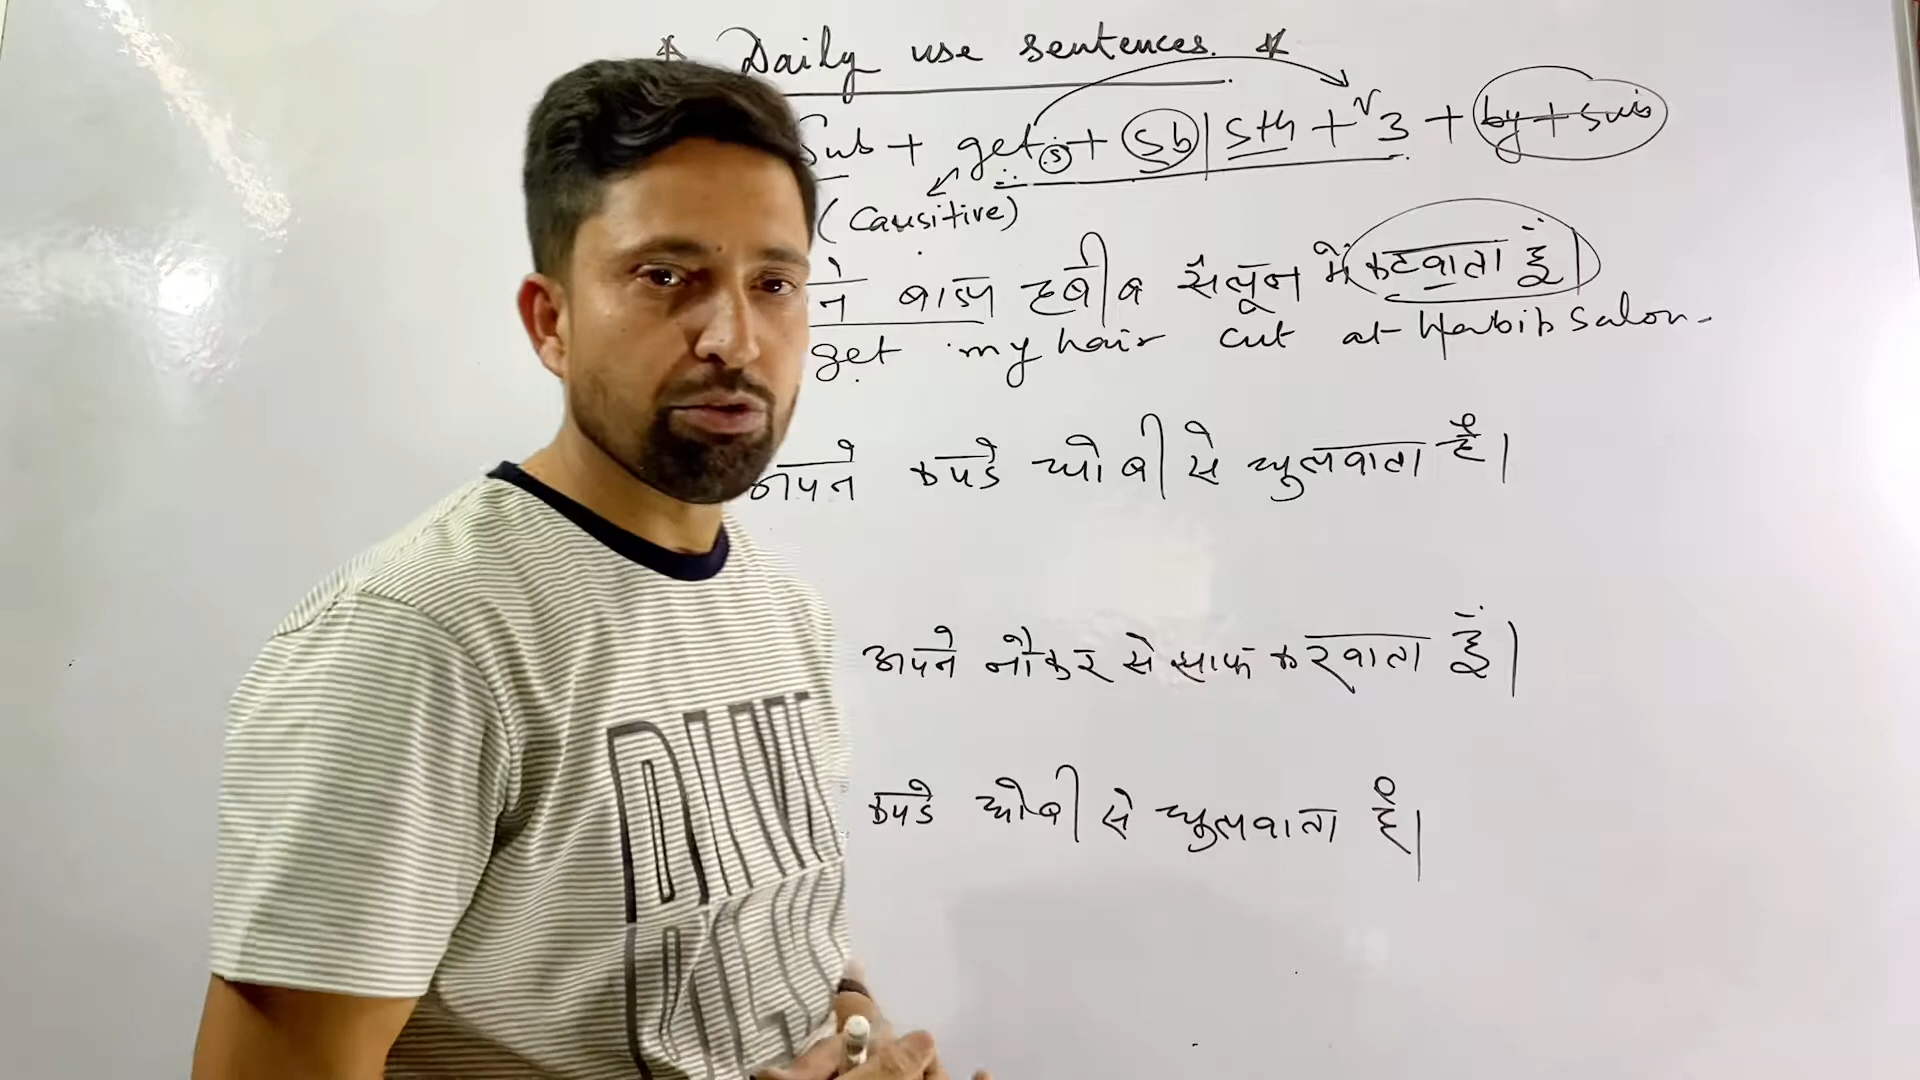 * Daily use sentences. *
Sub + get(s) + Sb | Sth + v3 + by + sub
(Causitive)
ने बाल हबीब सैलून में कटवाता हूँ।
get my hair cut at Habib Salon.
अपने कपडे धोबी से धुलवाता है।
अपने नौकर से साफ करवाता हूँ।
कपडे धोबी से धुलवाता है।